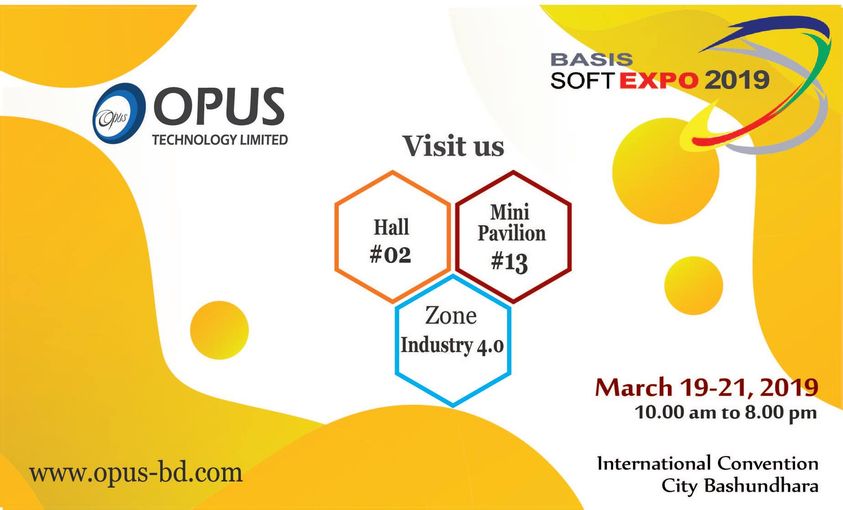 BASIS
SOFT EXPO 2019
Opus
OPUS
TECHNOLOGY LIMITED
Visit us
Hall
#02
Mini
Pavilion
#13
Zone
Industry 4.0
March 19-21, 2019
10.00 am to 8.00 pm
International Convention
City Bashundhara
www.opus-bd.com